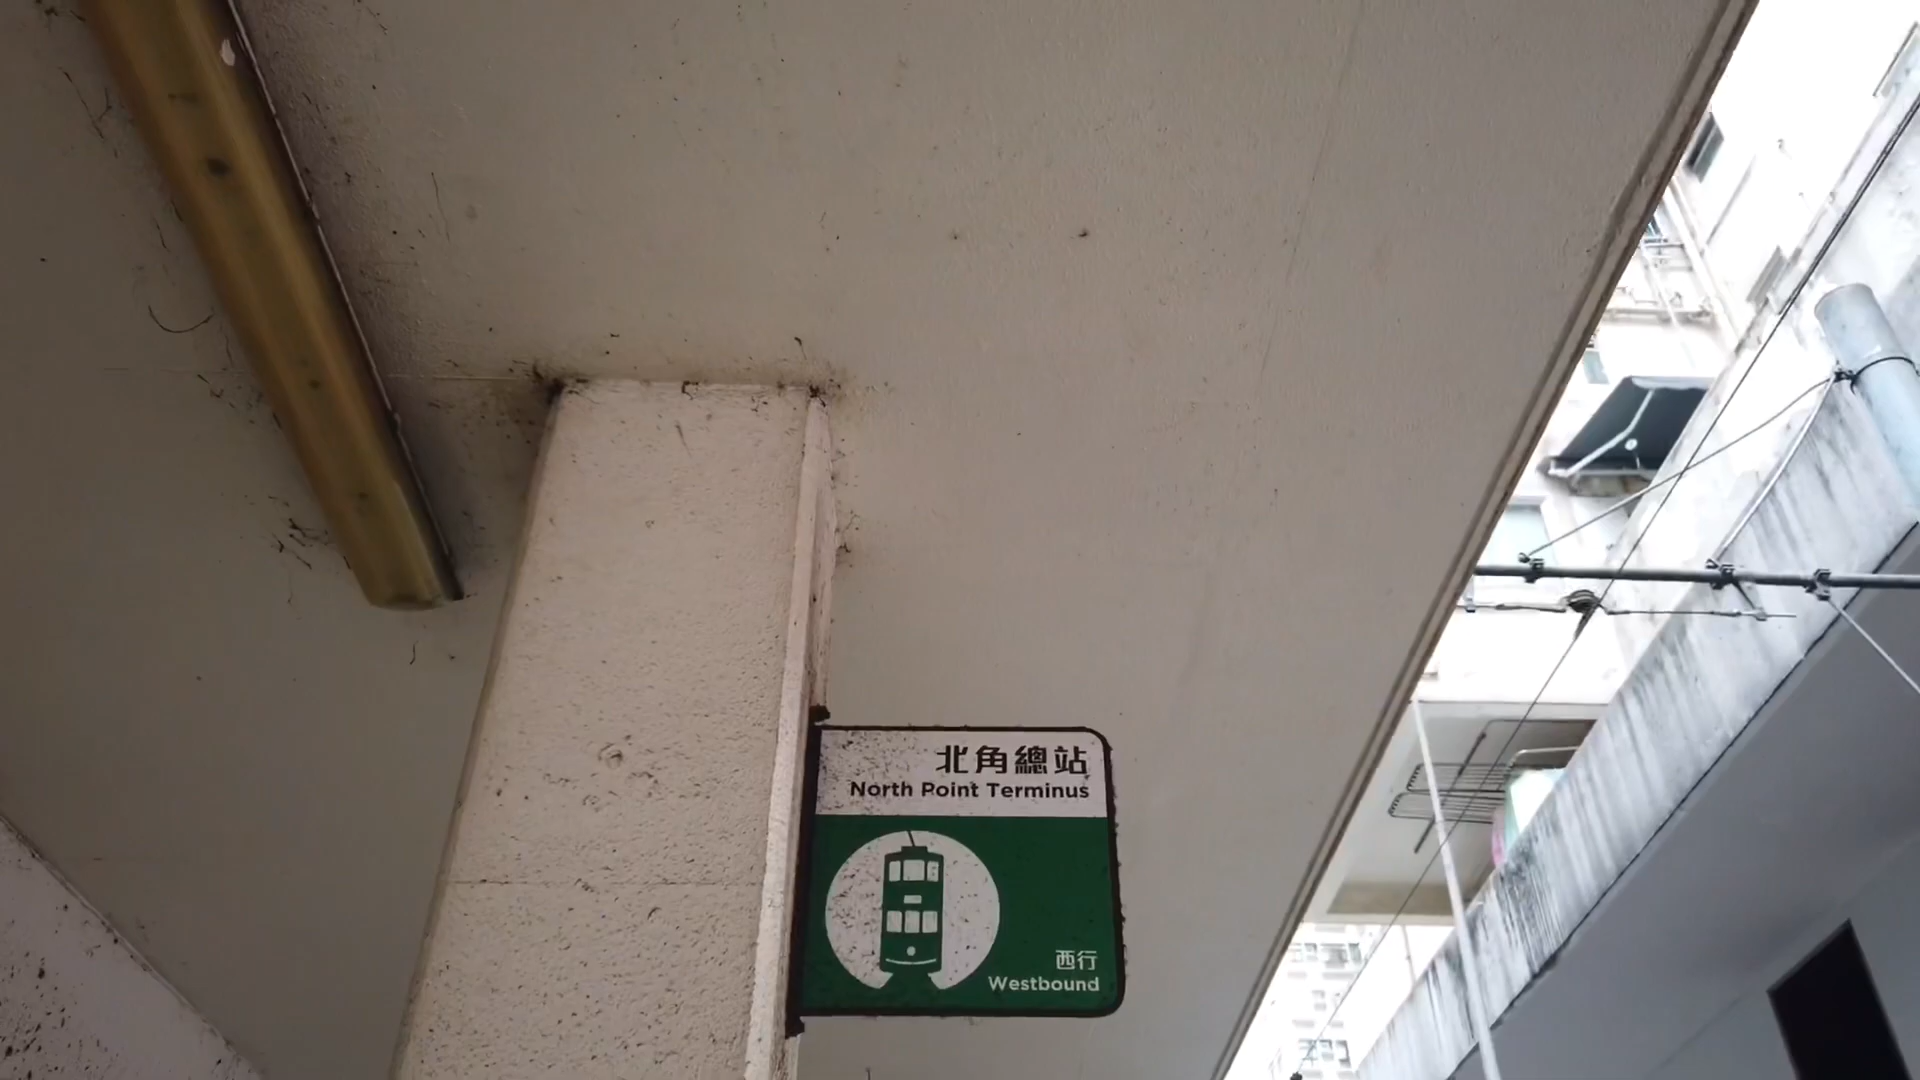 北角總站
North Point Terminus
西行
Westbound